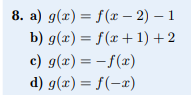 8. a) g(x) = f(x − 2) − 1
b) g(x) = f(x + 1) + 2
c) g(x) = −f(x)
d) g(x) = f(−x)